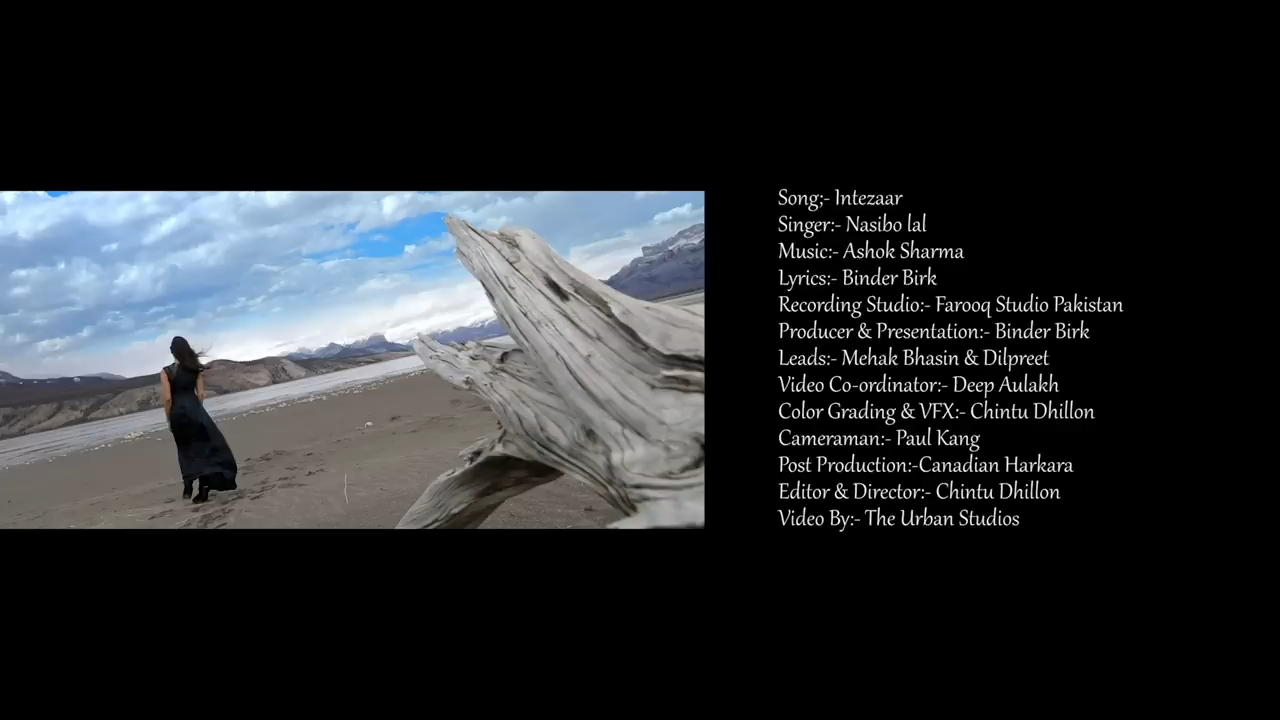 Song;- Intezaar
Singer:- Nasibo lal
Music:- Ashok Sharma
Lyrics:- Binder Birk
Recording Studio:- Farooq Studio Pakistan
Producer & Presentation:- Binder Birk
Leads:- Mehak Bhasin & Dilpreet
Video Co-ordinator:- Deep Aulakh
Color Grading & VFX:- Chintu Dhillon
Cameraman:- Paul Kang
Post Production:-Canadian Harkara
Editor & Director:- Chintu Dhillon
Video By:- The Urban Studios